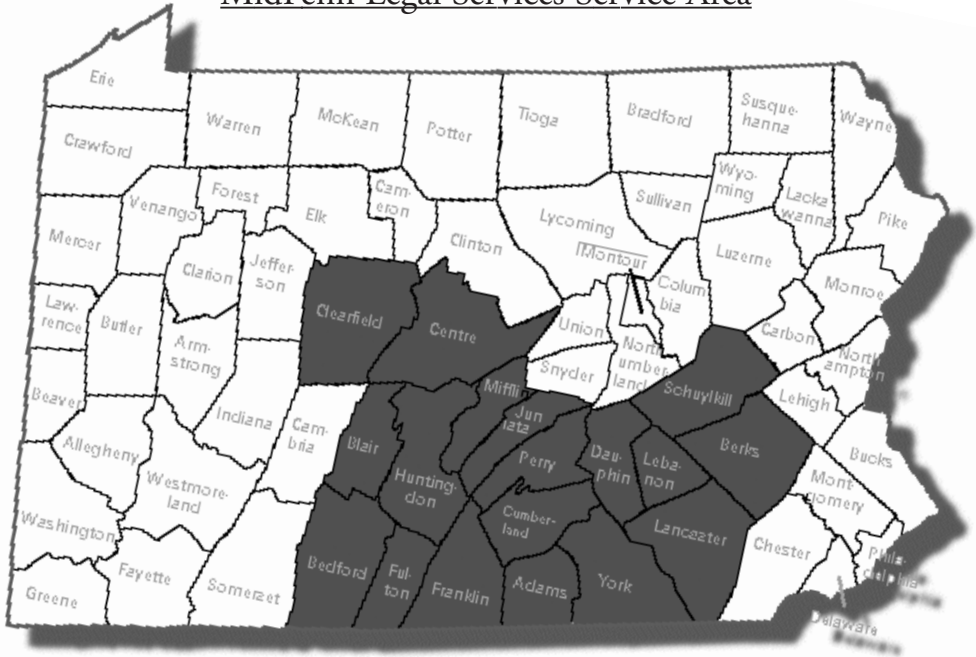 MidPenn Legal Services Service Area
Erie
Warren
McKean
Potter
Tioga
Bradford
Susque-
hanna
Wayne
Crawford
Forest
Cam-
eron
Wyo-
ming
Lacka
wanna
Venango
Elk
Lycoming
Sullivan
Pike
Mercer
Clarion
Jeffer-
son
Clinton
Montour
Colum
bia
Luzerne
Monroe
Law-
rence
Butler
Clearfield
Centre
Union
Carbon
Arm-
strong
Snyder
North
umber
land
North
ampton
Beaver
Indiana
Cam-
bria
Mifflin
Jun
iata
Schuylkill
Lehigh
Allegheny
Blair
Hunting-
don
Perry
Dau-
phin
Leba-
non
Berks
Bucks
Westmore-
land
Mont-
gomery
Washington
Cumber-
land
Lancaster
Chester
Phila-
delphia
Greene
Fayette
Somerset
Bedford
Ful-
ton
Franklin
Adams
York
Delaware